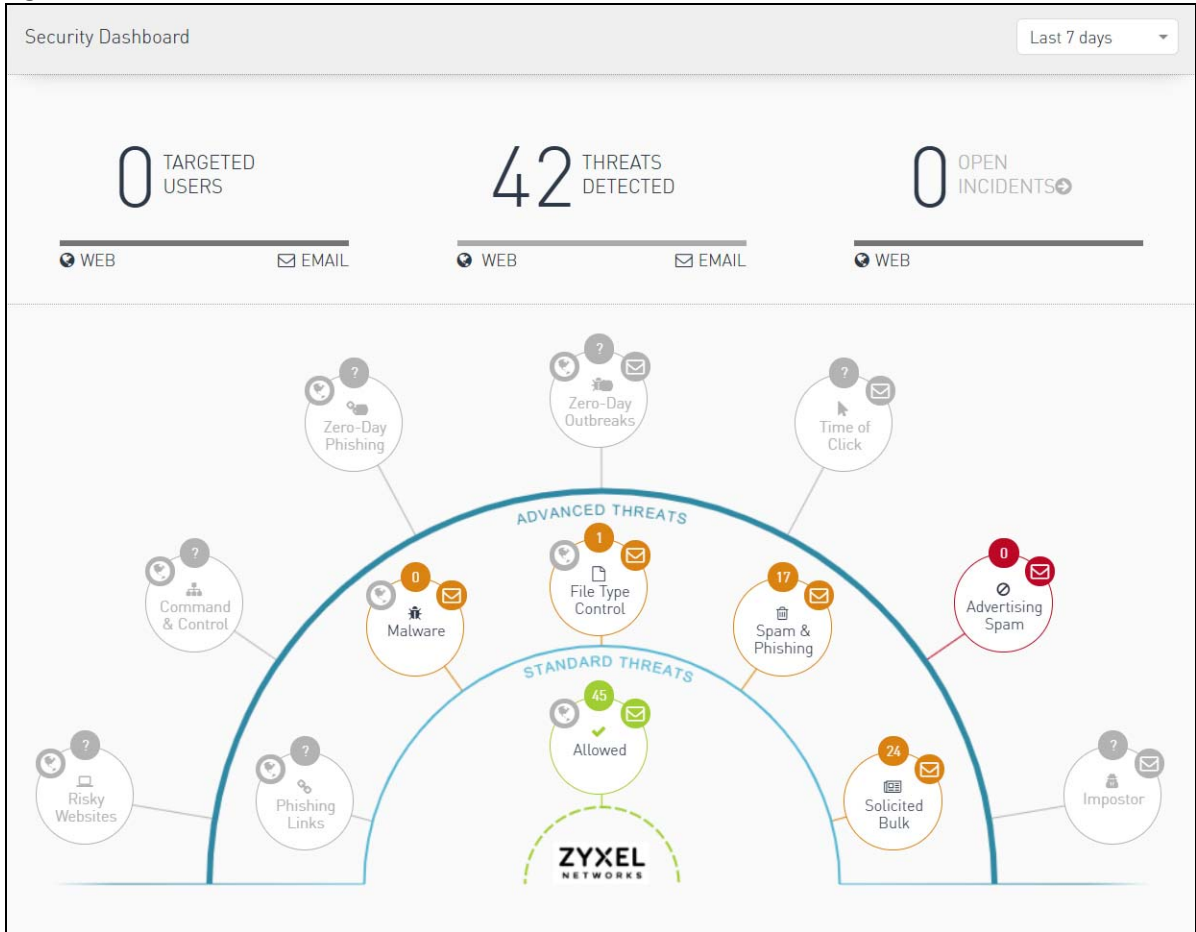 Security Dashboard
Last 7 days
0 TARGETED
USERS
42 THREATS
DETECTED
0 OPEN
INCIDENTS
WEB EMAIL
WEB EMAIL
WEB
?
Zero-Day
Phishing
?
Zero-Day
Outbreaks
?
Time of
Click
ADVANCED THREATS
?
Command
& Control
0
Malware
1
File Type
Control
17
Spam &
Phishing
0
Advertising
Spam
STANDARD THREATS
?
Risky
Websites
?
Phishing
Links
45
Allowed
24
Solicited
Bulk
?
Impostor
ZYXEL
NETWORKS